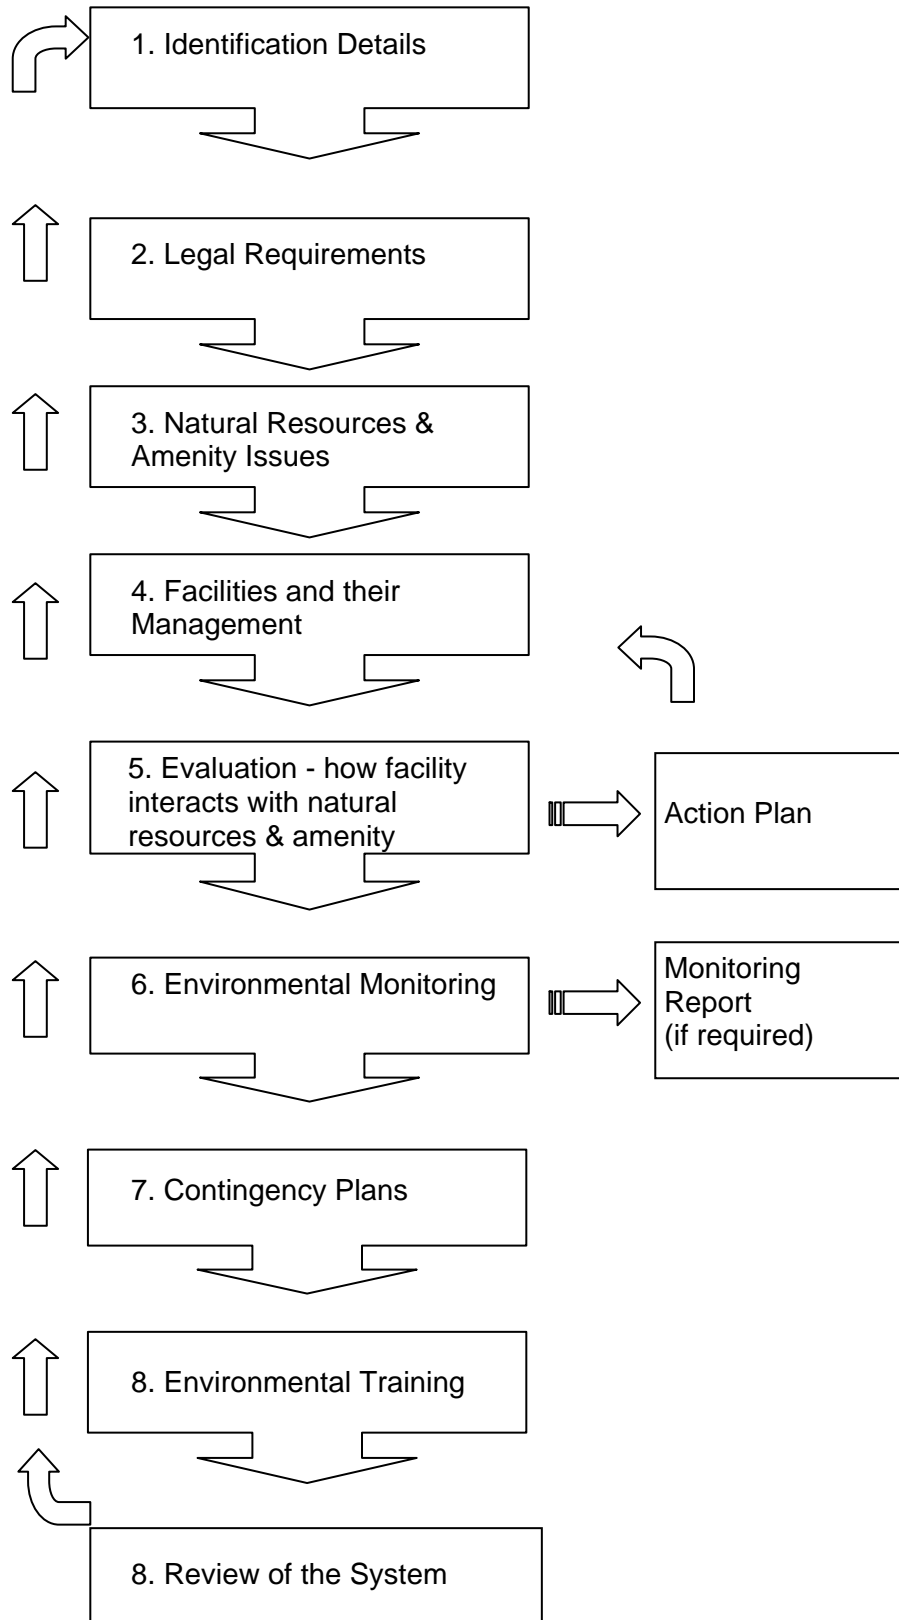 1. Identification Details
2. Legal Requirements
3. Natural Resources &
Amenity Issues
4. Facilities and their
Management
5. Evaluation - how facility
interacts with natural
resources & amenity
Action Plan
6. Environmental Monitoring
Monitoring
Report
(if required)
7. Contingency Plans
8. Environmental Training
8. Review of the System